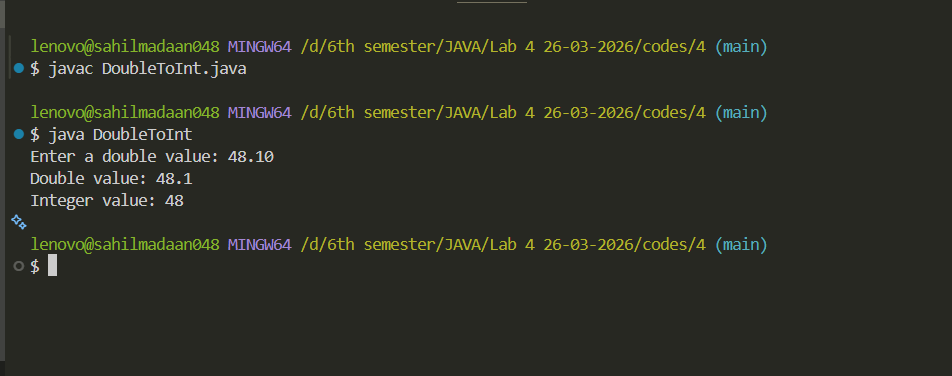 lenovo@sahilmadaan048 MINGW64 /d/6th semester/JAVA/Lab 4 26-03-2026/codes/4 (main)
$ javac DoubleToInt.java
lenovo@sahilmadaan048 MINGW64 /d/6th semester/JAVA/Lab 4 26-03-2026/codes/4 (main)
$ java DoubleToInt
Enter a double value: 48.10
Double value: 48.1
Integer value: 48
lenovo@sahilmadaan048 MINGW64 /d/6th semester/JAVA/Lab 4 26-03-2026/codes/4 (main)
$